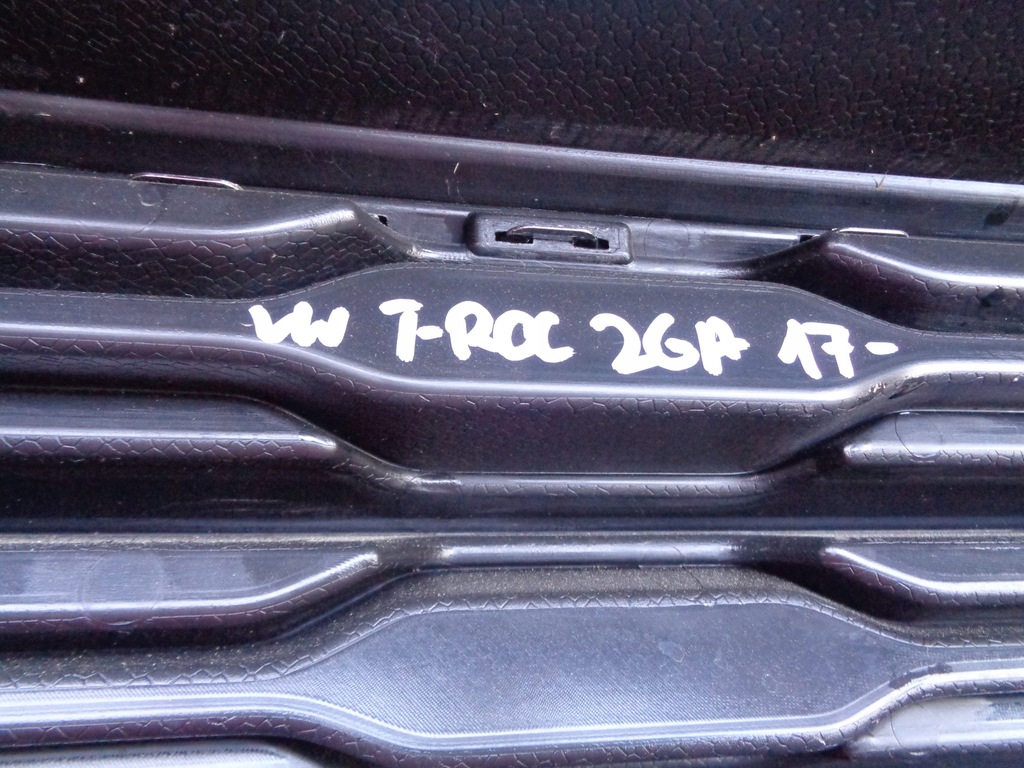 VW T-ROC 2GA 17-